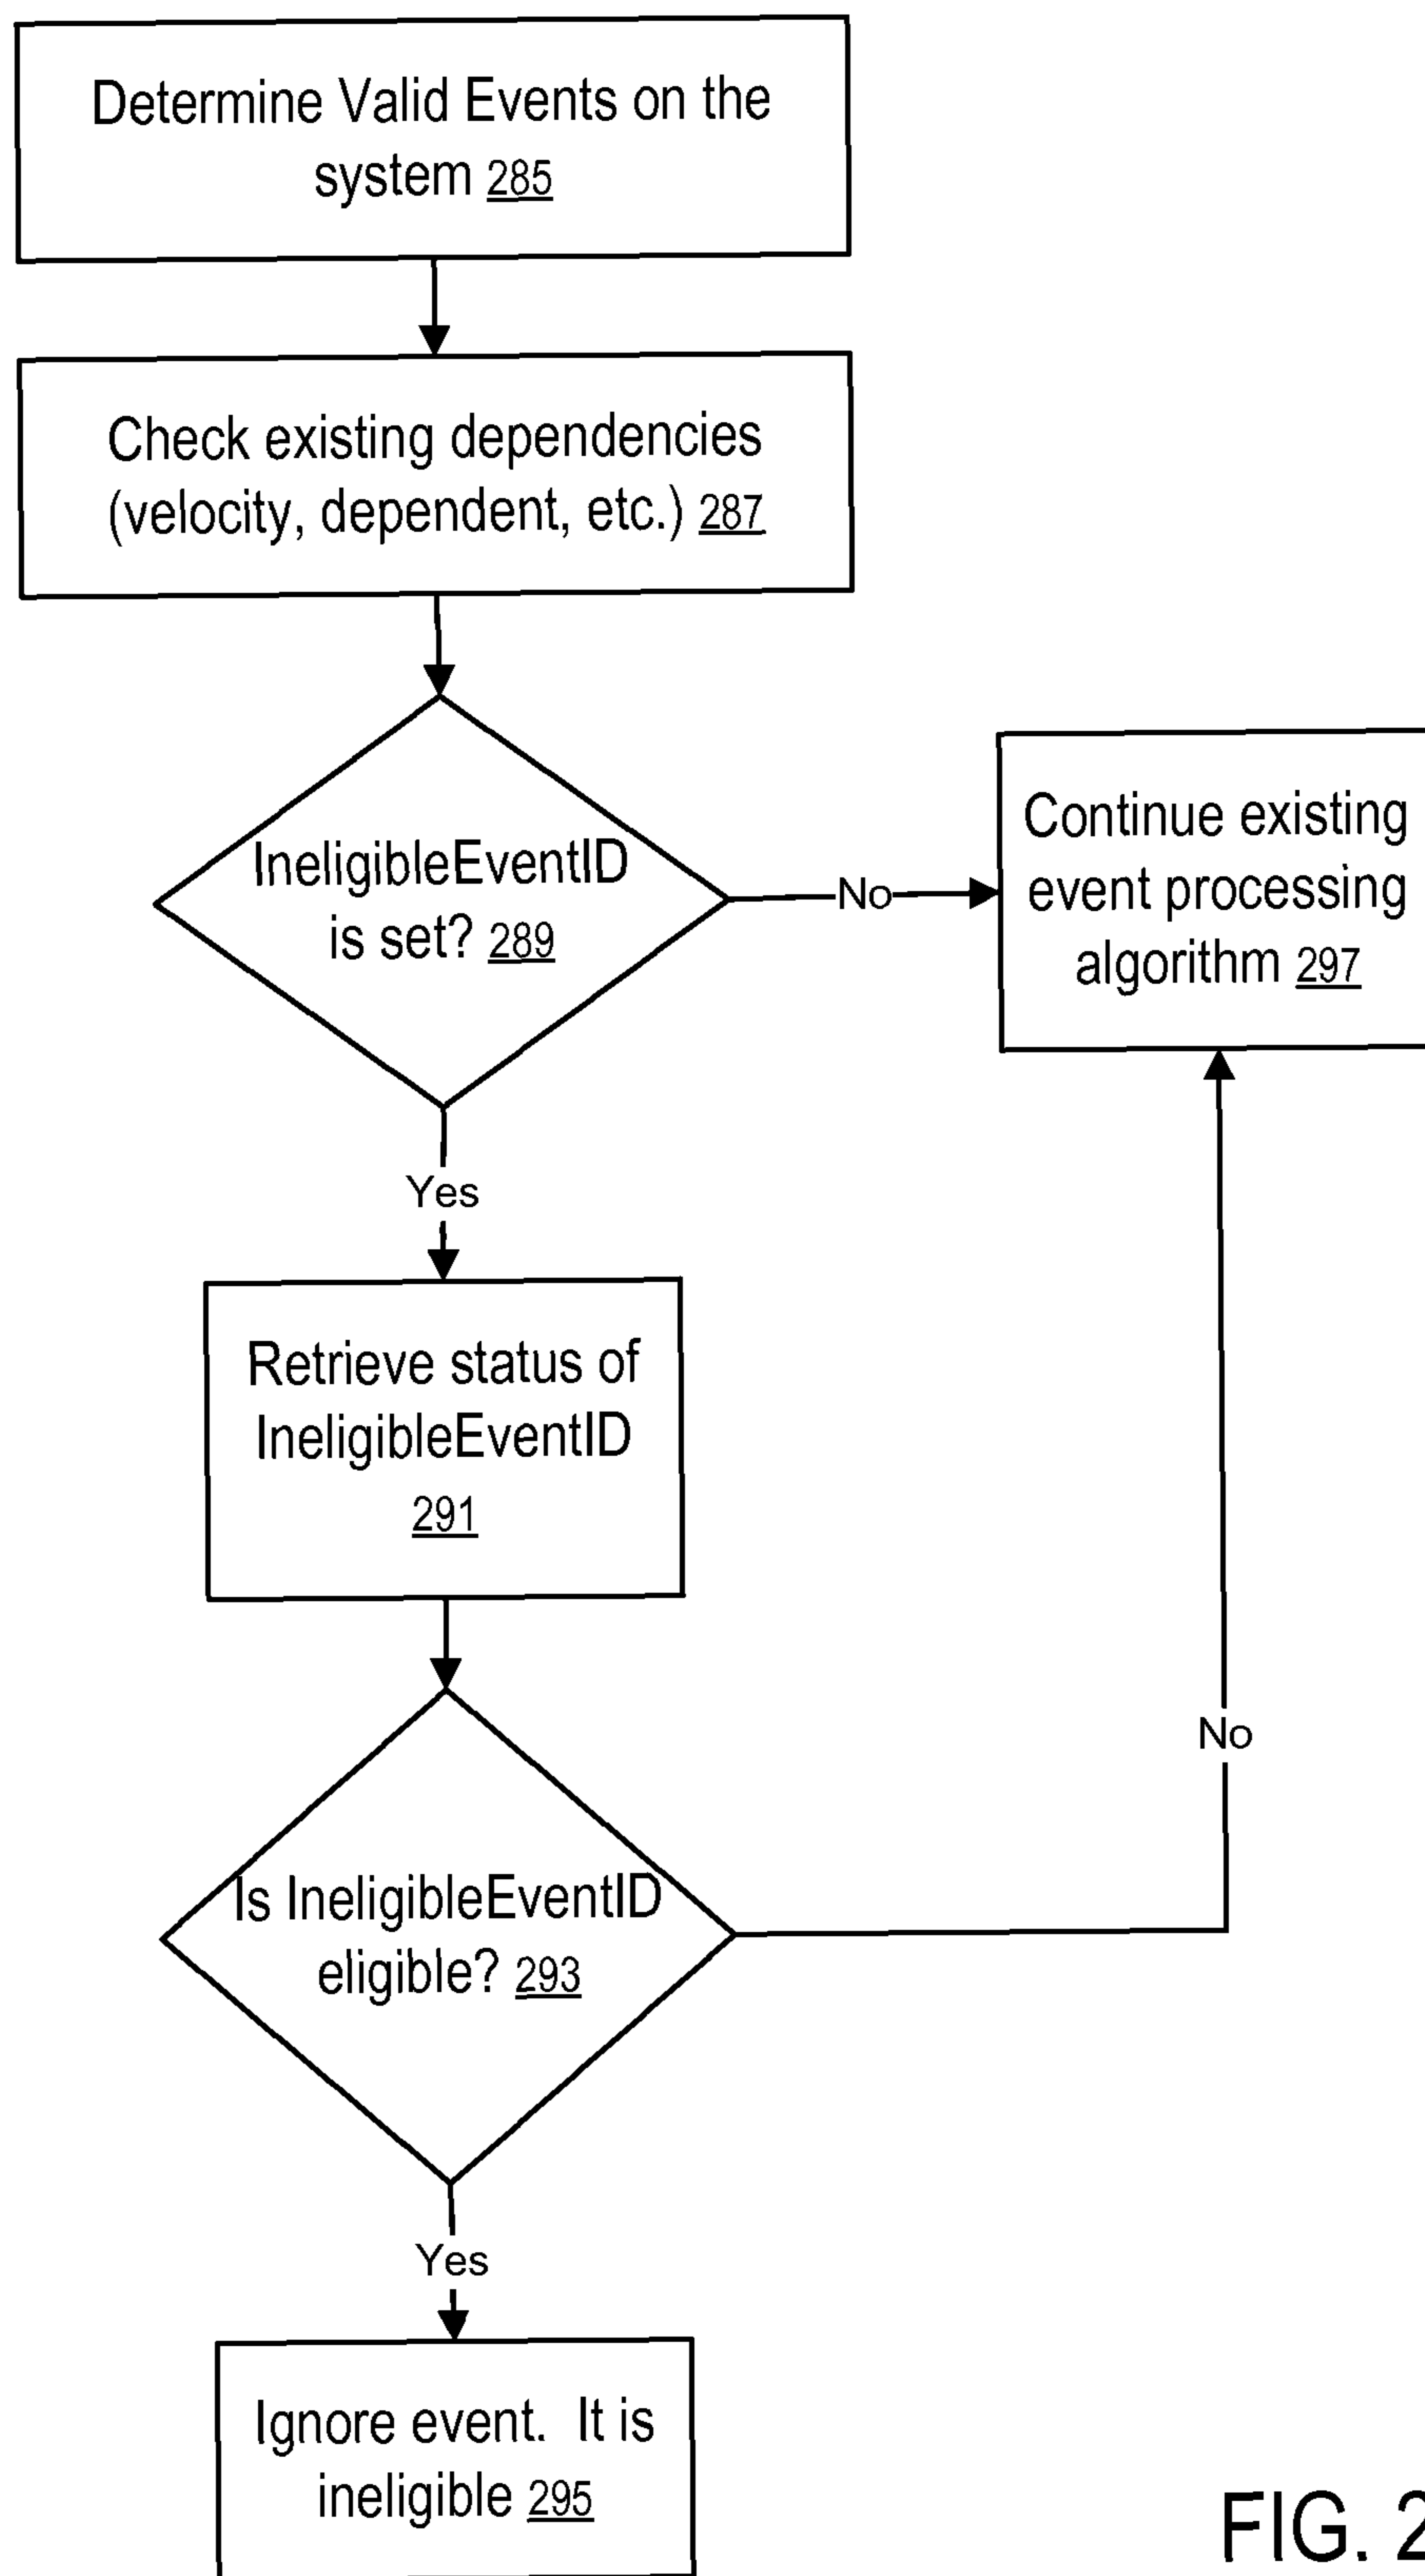 Determine Valid Events on the
system 285
Check existing dependencies
(velocity, dependent, etc.) 287
IneligibleEventID
is set? 289
No
Continue existing
event processing
algorithm 297
Yes
Retrieve status of
IneligibleEventID
291
Is IneligibleEventID
eligible? 293
No
Yes
Ignore event. It is
ineligible 295
FIG. 2